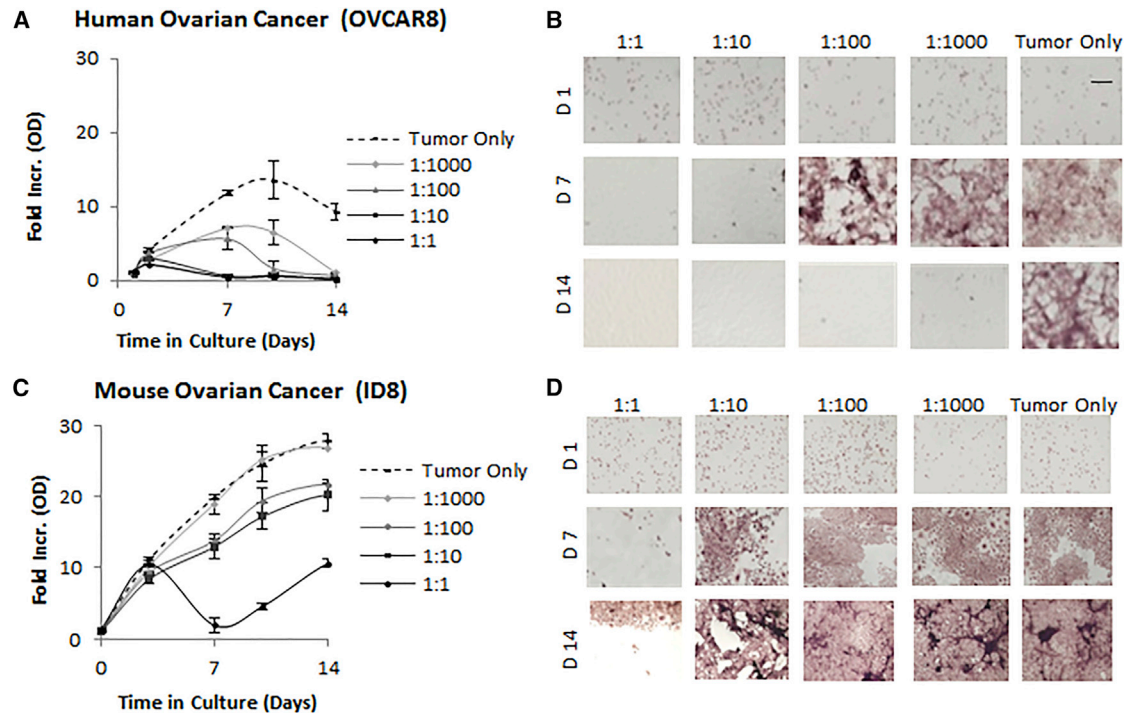 A
Human Ovarian Cancer (OVCAR8)
30
20
10
0
Fold Incr. (OD)
0 7 14
Time in Culture (Days)
Tumor Only
1:1000
1:100
1:10
1:1
B
1:1 1:10 1:100 1:1000 Tumor Only
D 1
D 7
D 14
C
Mouse Ovarian Cancer (ID8)
30
20
10
0
Fold Incr. (OD)
0 7 14
Time in Culture (Days)
Tumor Only
1:1000
1:100
1:10
1:1
D
1:1 1:10 1:100 1:1000 Tumor Only
D 1
D 7
D 14